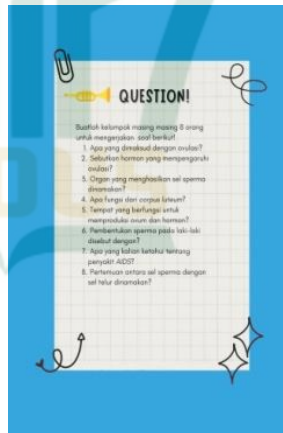 QUESTION!
Buatlah kelompok masing masing 8 orang
untuk mengerjakan soal berikut!
1. Apa yang dimaksud dengan ovulasi?
2. Sebutkan hormon yang mempengaruhi
ovulasi?
3. Organ yang menghasilkan sel sperma
dinamakan?
4. Apa fungsi dari corpus luteum?
5. Tempat yang berfungsi untuk
memproduksi ovum dan hormon?
6. Pembentukan sperma pada laki-laki
disebut dengan?
7. Apa yang kalian ketahui tentang
penyakit AIDS?
8. Pertemuan antara sel sperma dengan
sel telur dinamakan?